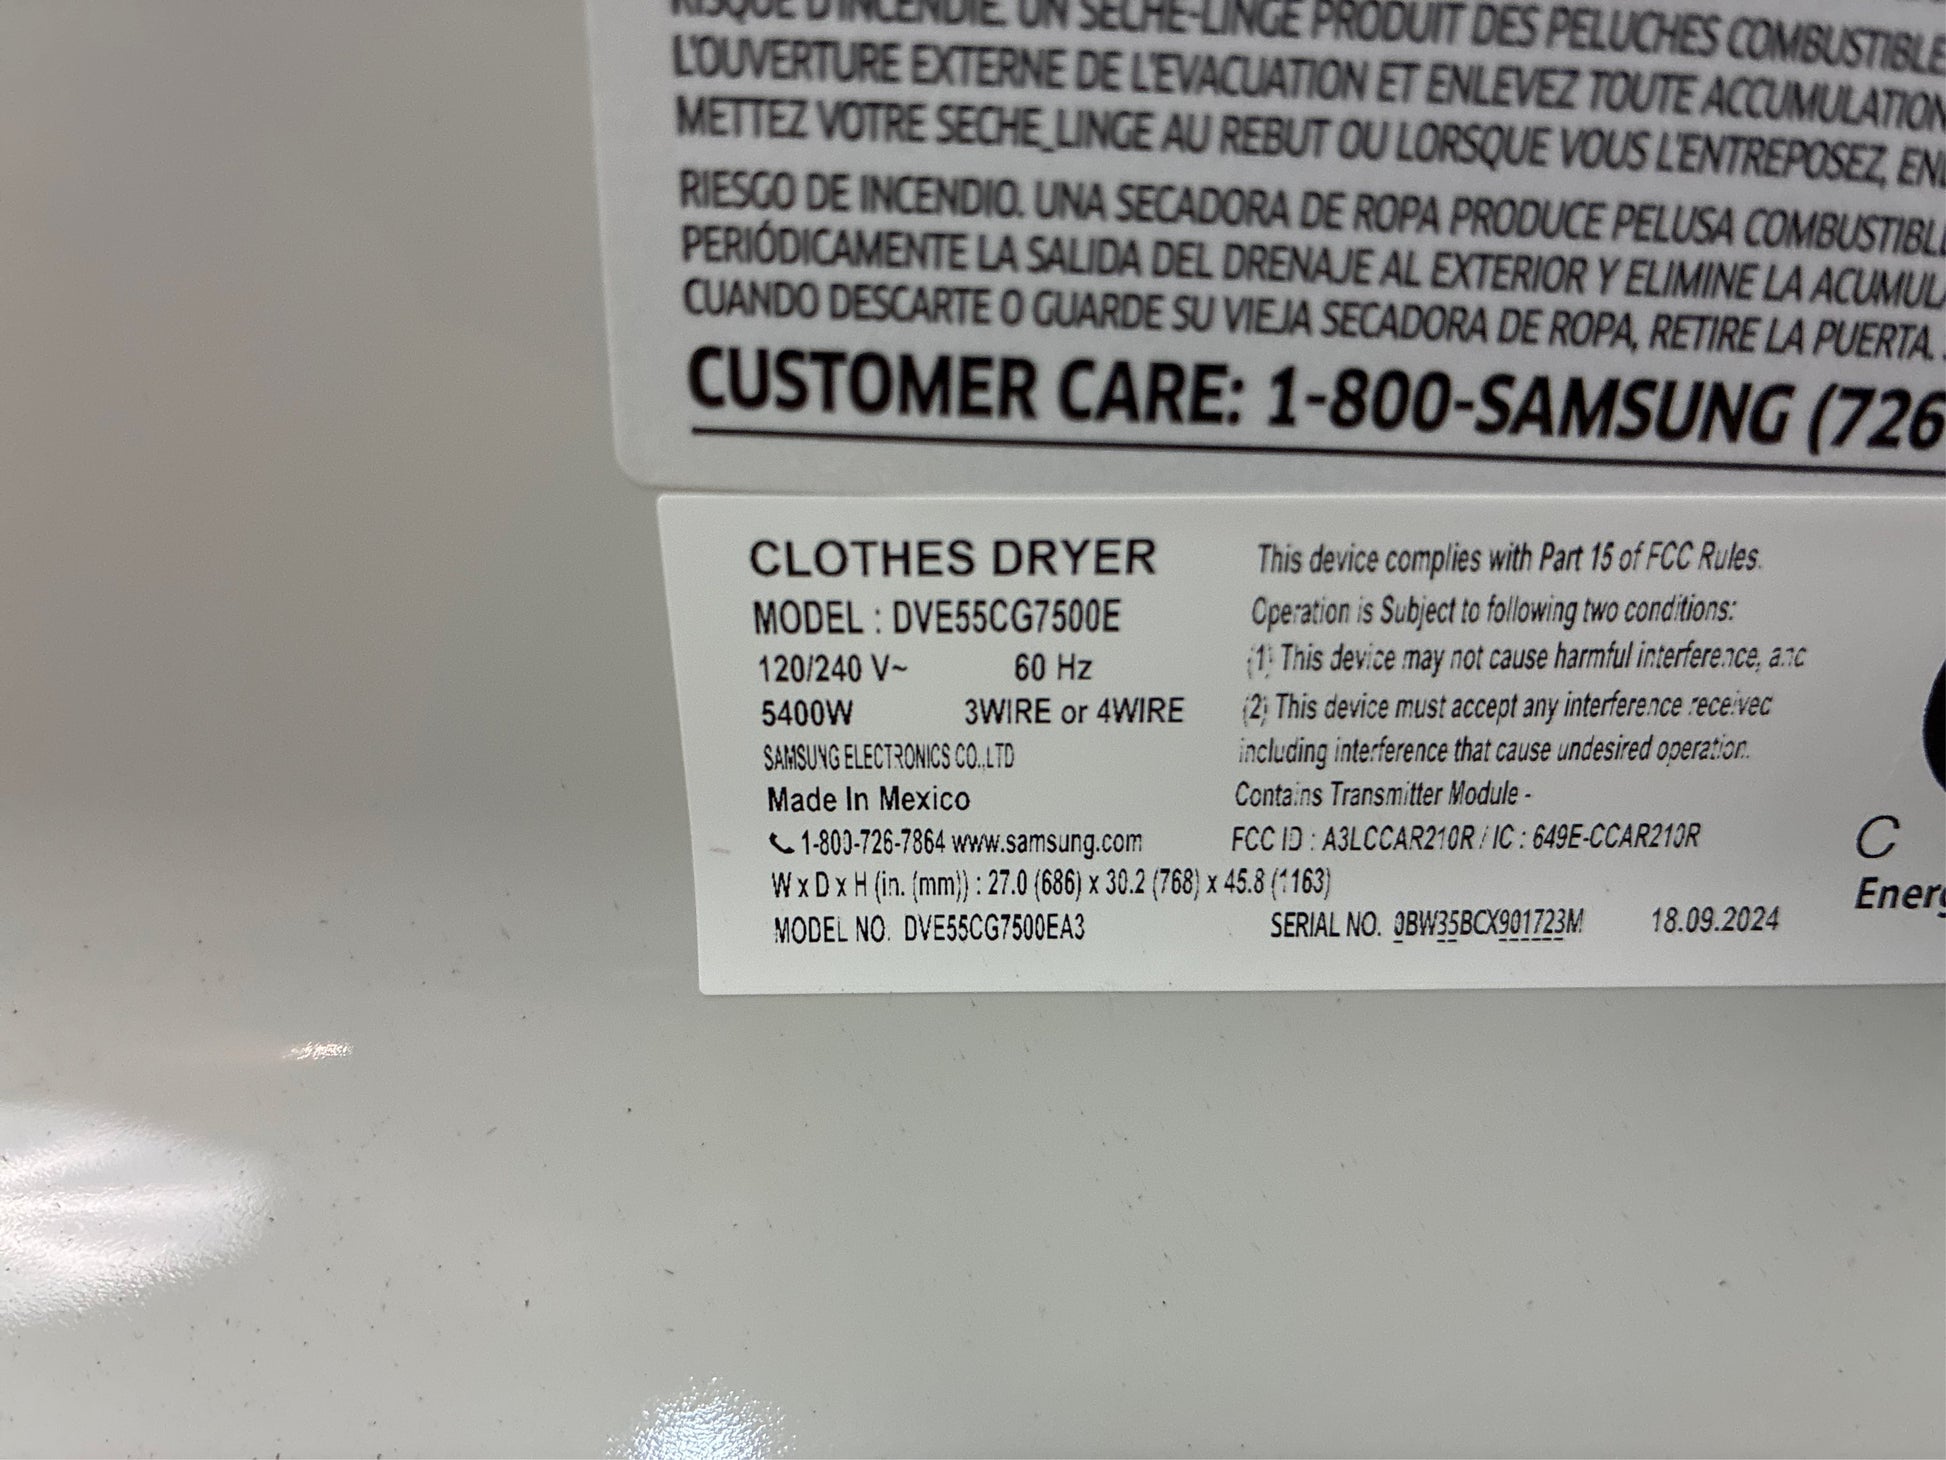 RISQUE D'INCENDIE. UN SÈCHE-LINGE PRODUIT DES PELUCHES COMBUSTIBLE
L'OUVERTURE EXTERNE DE L'EVACUATION ET ENLEVEZ TOUTE ACCUMULATION
METTEZ VOTRE SECHE_LINGE AU REBUT OU LORSQUE VOUS L'ENTREPOSEZ, ENL
RIESGO DE INCENDIO. UNA SECADORA DE ROPA PRODUCE PELUSA COMBUSTIBL
PERIÓDICAMENTE LA SALIDA DEL DRENAJE AL EXTERIOR Y ELIMINE LA ACUMUL
CUANDO DESCARTE O GUARDE SU VIEJA SECADORA DE ROPA, RETIRE LA PUERTA.
CUSTOMER CARE: 1-800-SAMSUNG (726
CLOTHES DRYER
MODEL : DVE55CG7500E
120/240 V~ 60 Hz
5400W 3WIRE or 4WIRE
SAMSUNG ELECTRONICS CO.,LTD
Made In Mexico
1-800-726-7864 www.samsung.com
This device complies with Part 15 of FCC Rules.
Operation is Subject to following two conditions:
(1) This device may not cause harmful interference, and
(2) This device must accept any interference received
including interference that cause undesired operation.
Contains Transmitter Module -
FCC ID : A3LCCAR210R / IC : 649E-CCAR210R
W x D x H (in. (mm)) : 27.0 (686) x 30.2 (768) x 45.8 (1163)
MODEL NO. DVE55CG7500EA3 SERIAL NO. 0BW35BCX901723M 18.09.2024
C
Energ